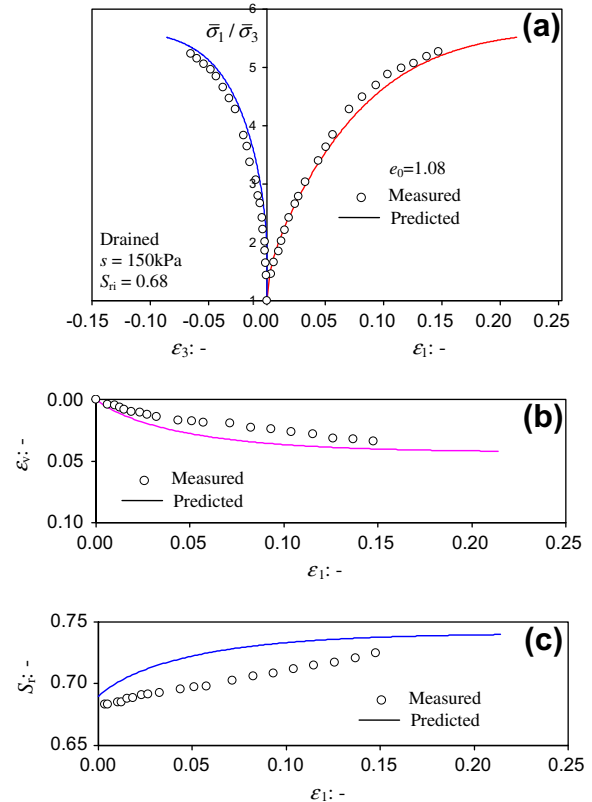 (a)
σ̄₁ / σ̄₃
6
5
4
3
2
1
e₀=1.08
Measured
Predicted
Drained
s = 150kPa
Sᵣᵢ = 0.68
-0.15 -0.10 -0.05 0.00 0.05 0.10 0.15 0.20 0.25
ε₃: - ε₁: -
(b)
0.00
0.05
0.10
εᵥ: -
Measured
Predicted
0.00 0.05 0.10 0.15 0.20 0.25
ε₁: -
(c)
0.75
0.70
0.65
Sᵣ: -
Measured
Predicted
0.00 0.05 0.10 0.15 0.20 0.25
ε₁: -